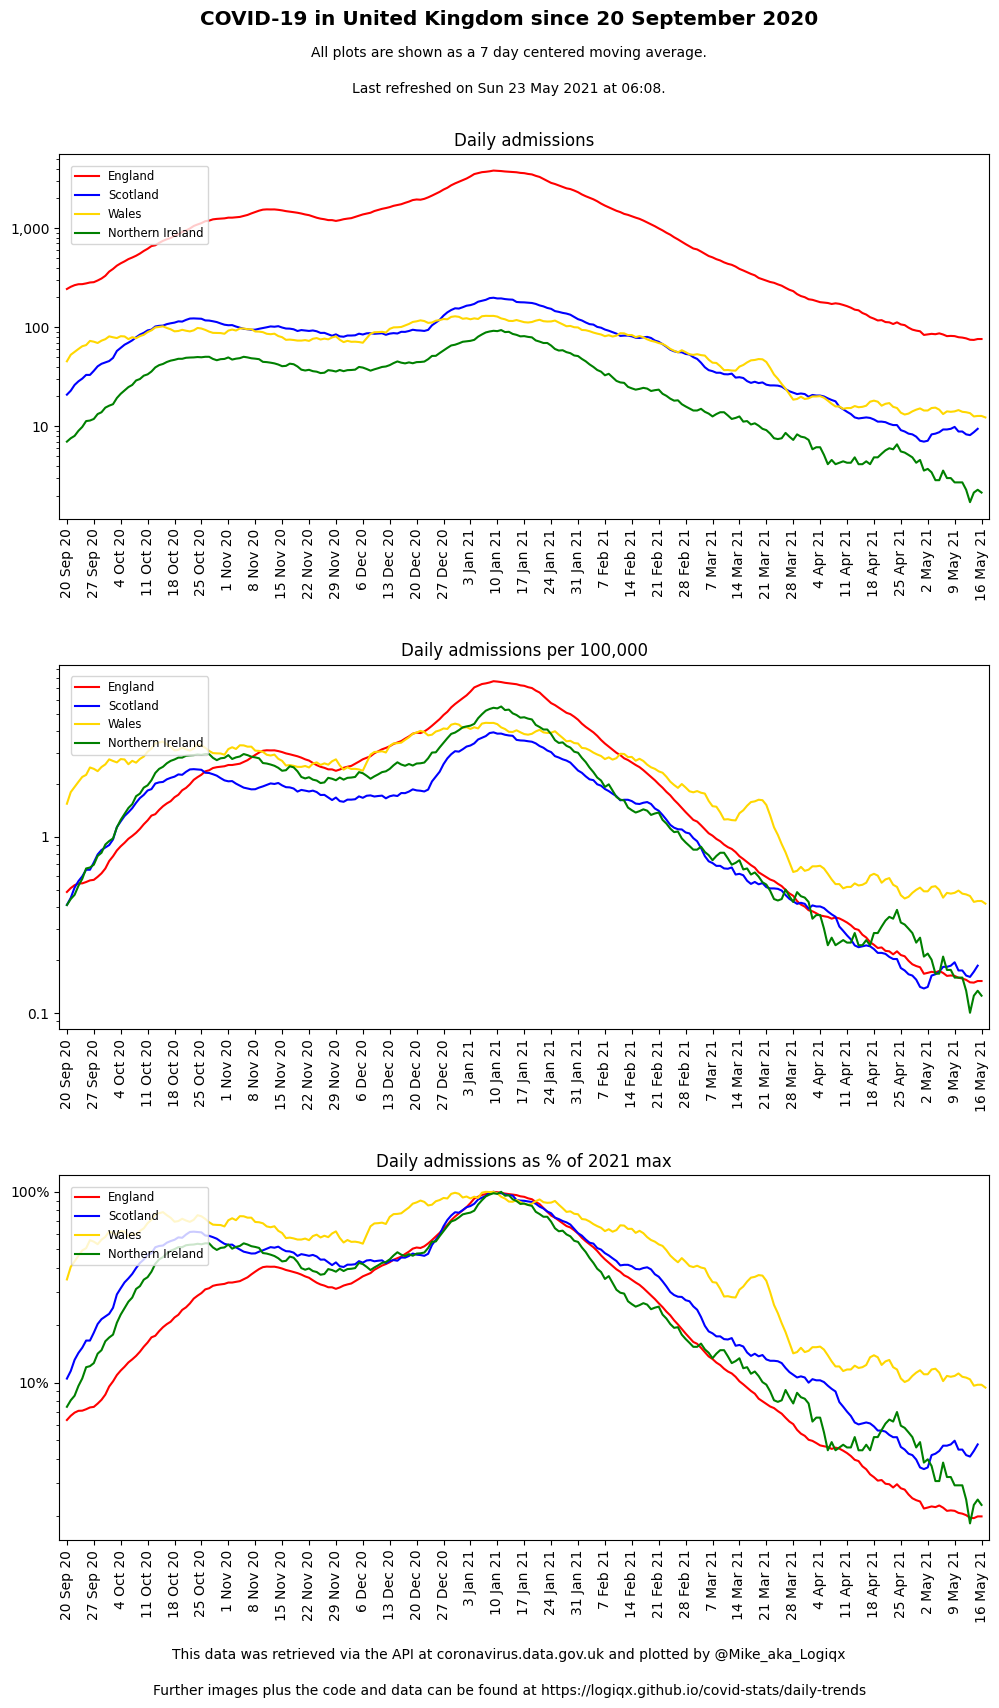 COVID-19 in United Kingdom since 20 September 2020
All plots are shown as a 7 day centered moving average.
Last refreshed on Sun 23 May 2021 at 06:08.
Daily admissions
England
Scotland
Wales
Northern Ireland
1,000
100
10
20 Sep 20
27 Sep 20
4 Oct 20
11 Oct 20
18 Oct 20
25 Oct 20
1 Nov 20
8 Nov 20
15 Nov 20
22 Nov 20
29 Nov 20
6 Dec 20
13 Dec 20
20 Dec 20
27 Dec 20
3 Jan 21
10 Jan 21
17 Jan 21
24 Jan 21
31 Jan 21
7 Feb 21
14 Feb 21
21 Feb 21
28 Feb 21
7 Mar 21
14 Mar 21
21 Mar 21
28 Mar 21
4 Apr 21
11 Apr 21
18 Apr 21
25 Apr 21
2 May 21
9 May 21
16 May 21
Daily admissions per 100,000
England
Scotland
Wales
Northern Ireland
1
0.1
20 Sep 20
27 Sep 20
4 Oct 20
11 Oct 20
18 Oct 20
25 Oct 20
1 Nov 20
8 Nov 20
15 Nov 20
22 Nov 20
29 Nov 20
6 Dec 20
13 Dec 20
20 Dec 20
27 Dec 20
3 Jan 21
10 Jan 21
17 Jan 21
24 Jan 21
31 Jan 21
7 Feb 21
14 Feb 21
21 Feb 21
28 Feb 21
7 Mar 21
14 Mar 21
21 Mar 21
28 Mar 21
4 Apr 21
11 Apr 21
18 Apr 21
25 Apr 21
2 May 21
9 May 21
16 May 21
Daily admissions as % of 2021 max
England
Scotland
Wales
Northern Ireland
100%
10%
20 Sep 20
27 Sep 20
4 Oct 20
11 Oct 20
18 Oct 20
25 Oct 20
1 Nov 20
8 Nov 20
15 Nov 20
22 Nov 20
29 Nov 20
6 Dec 20
13 Dec 20
20 Dec 20
27 Dec 20
3 Jan 21
10 Jan 21
17 Jan 21
24 Jan 21
31 Jan 21
7 Feb 21
14 Feb 21
21 Feb 21
28 Feb 21
7 Mar 21
14 Mar 21
21 Mar 21
28 Mar 21
4 Apr 21
11 Apr 21
18 Apr 21
25 Apr 21
2 May 21
9 May 21
16 May 21
This data was retrieved via the API at coronavirus.data.gov.uk and plotted by @Mike_aka_Logiqx
Further images plus the code and data can be found at https://logiqx.github.io/covid-stats/daily-trends